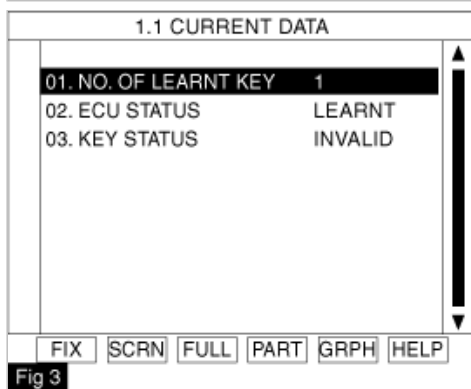 1.1 CURRENT DATA
01. NO. OF LEARNT KEY 1
02. ECU STATUS LEARNT
03. KEY STATUS INVALID
FIX SCRN FULL PART GRPH HELP
Fig 3